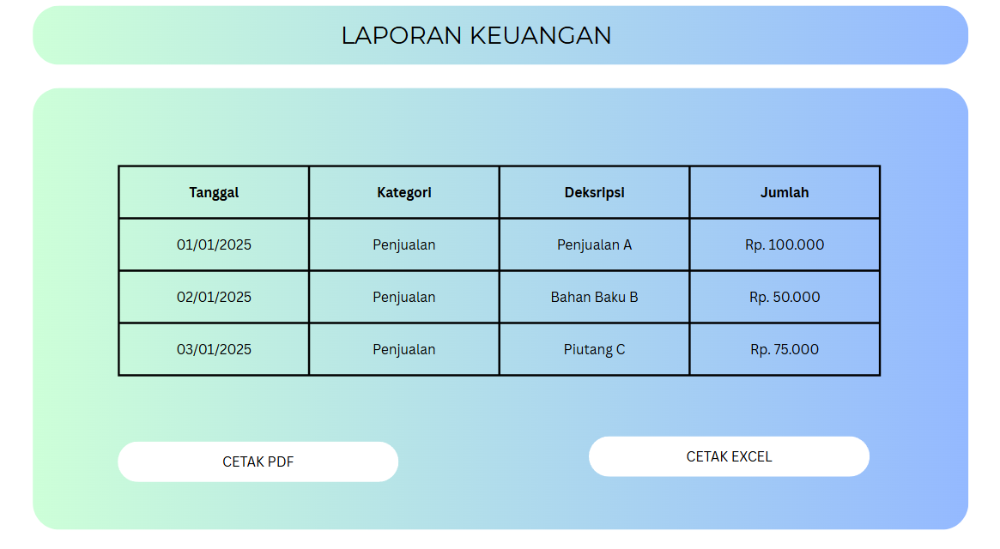 LAPORAN KEUANGAN
Tanggal Kategori Deksripsi Jumlah
01/01/2025 Penjualan Penjualan A Rp. 100.000
02/01/2025 Penjualan Bahan Baku B Rp. 50.000
03/01/2025 Penjualan Piutang C Rp. 75.000
CETAK PDF CETAK EXCEL